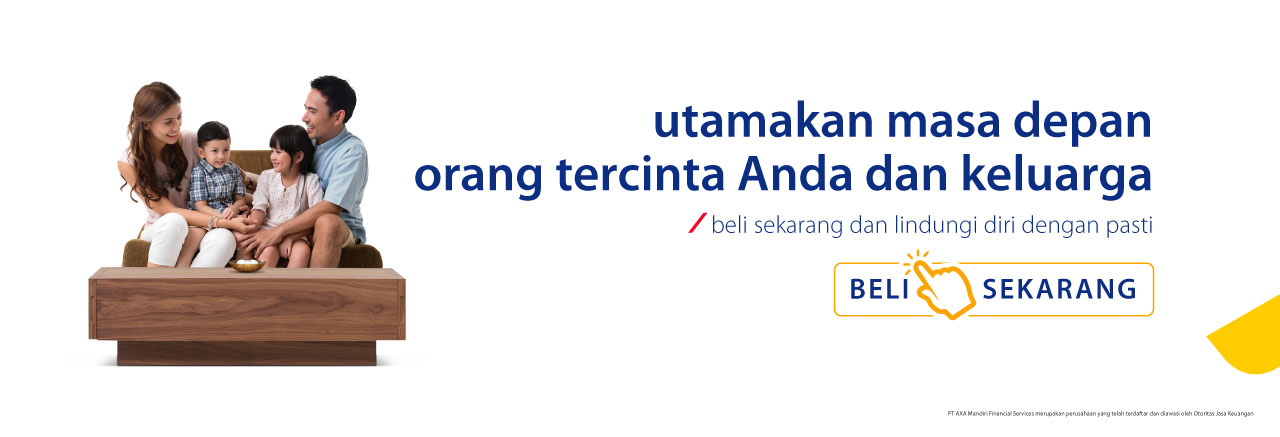 utamakan masa depan
orang tercinta Anda dan keluarga
beli sekarang dan lindungi diri dengan pasti
BELI SEKARANG
PT AXA Mandiri Financial Services merupakan perusahaan yang telah terdaftar dan diawasi oleh Otoritas Jasa Keuangan